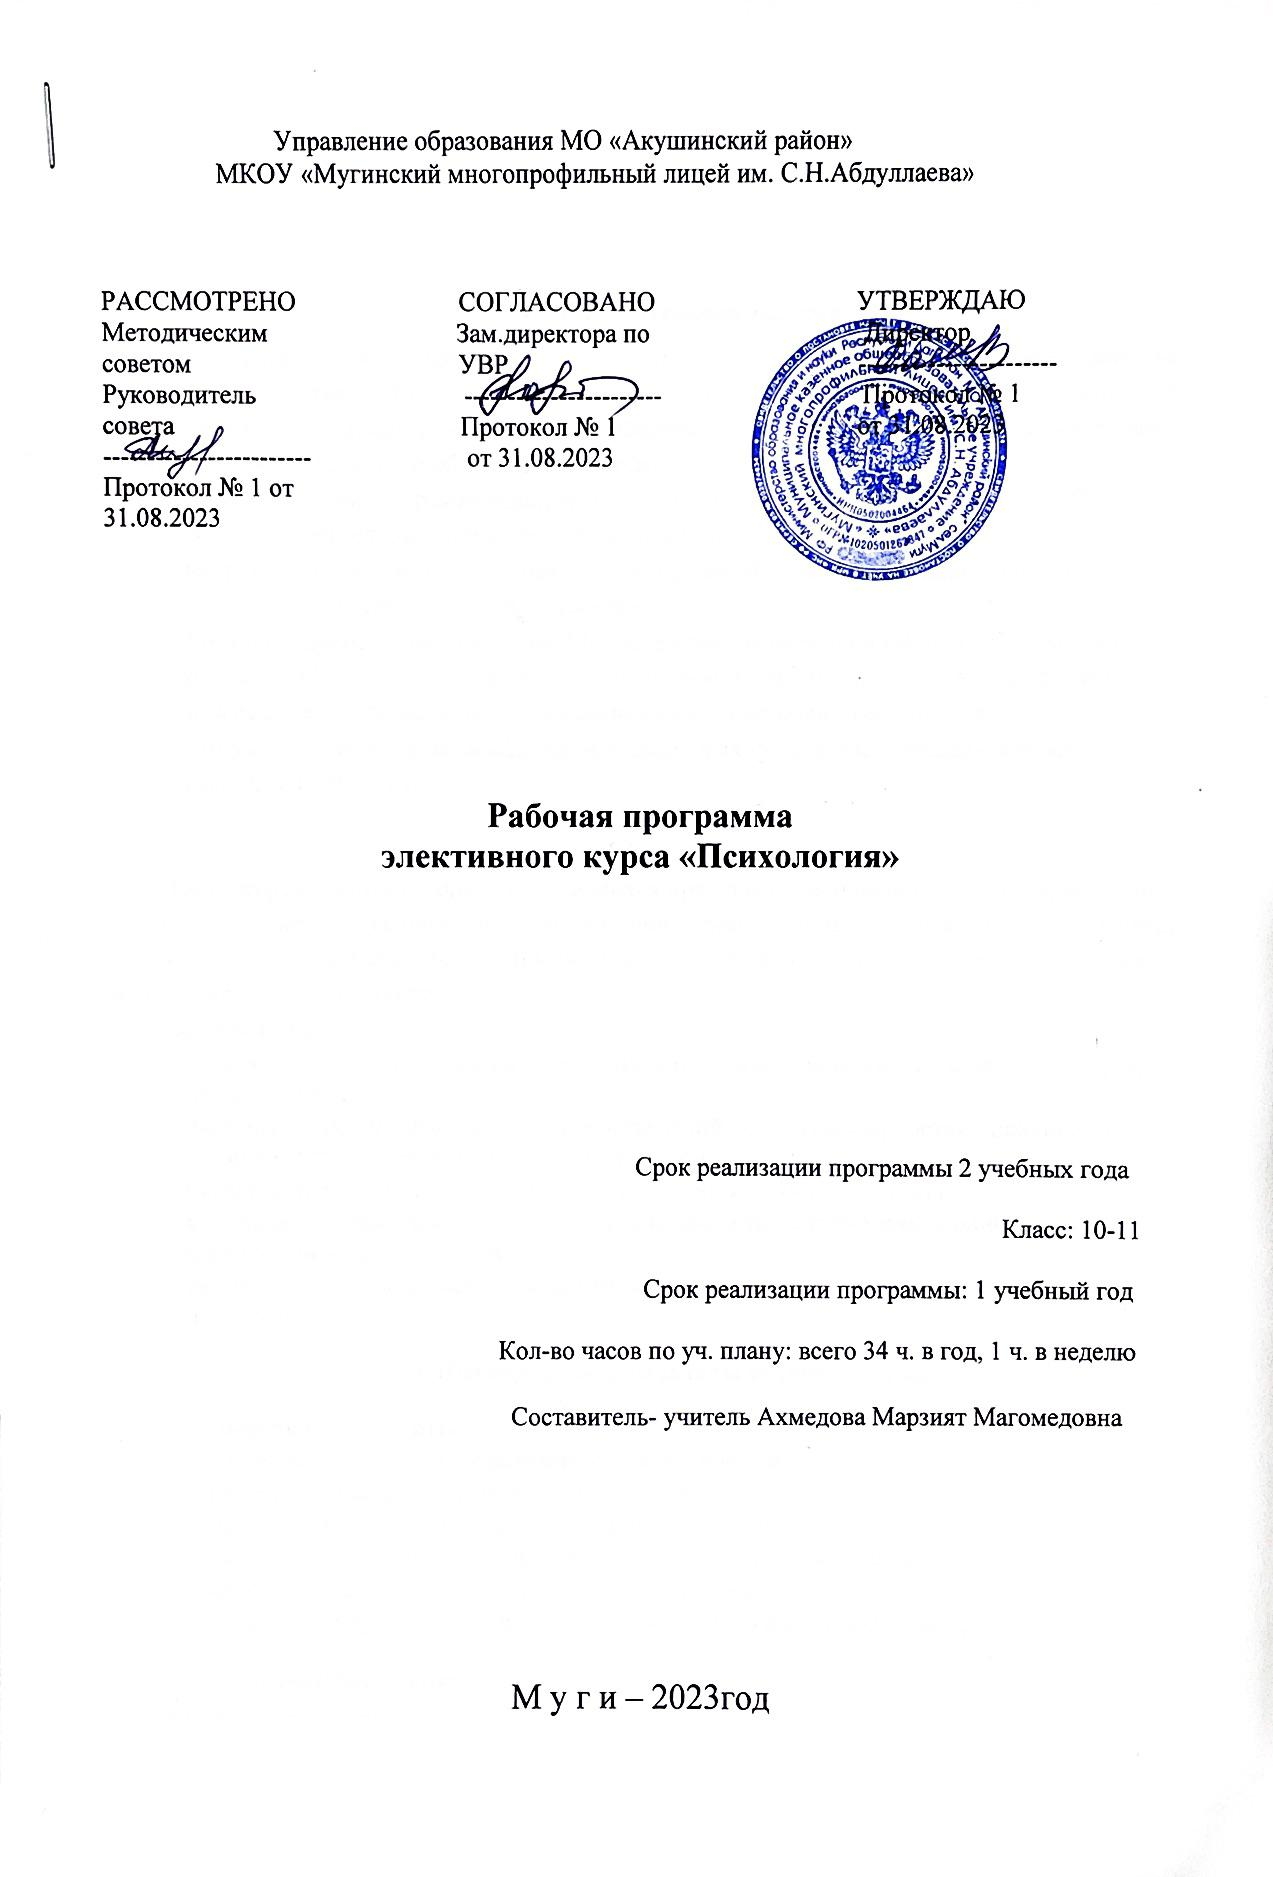 Управление образования МО «Акушинский район»
МКОУ «Мугинский многопрофильный лицей им. С.Н.Абдуллаева»
РАССМОТРЕНО
Методическим
советом
Руководитель
совета
-------------------------
Протокол № 1 от
31.08.2023
СОГЛАСОВАНО
Зам.директора по
УВР
------------------------
Протокол № 1
от 31.08.2023
УТВЕРЖДАЮ
Директор
------------------------
Протокол № 1
от 31.08.2023
Рабочая программа
элективного курса «Психология»
Срок реализации программы 2 учебных года
Класс: 10-11
Срок реализации программы: 1 учебный год
Кол-во часов по уч. плану: всего 34 ч. в год, 1 ч. в неделю
Составитель- учитель Ахмедова Марзият Магомедовна
М у г и – 2023год